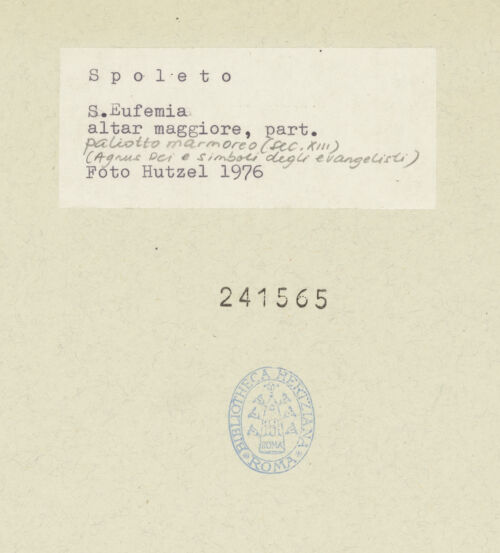 S p o l e t o
S.Eufemia
altar maggiore, part.
paliotto marmoreo (sec. XIII)
(Agnus Dei e simboli degli evangelisti)
Foto Hutzel 1976
241565
BIBLIOTHECA HERTZIANA
ROMA
ROMA